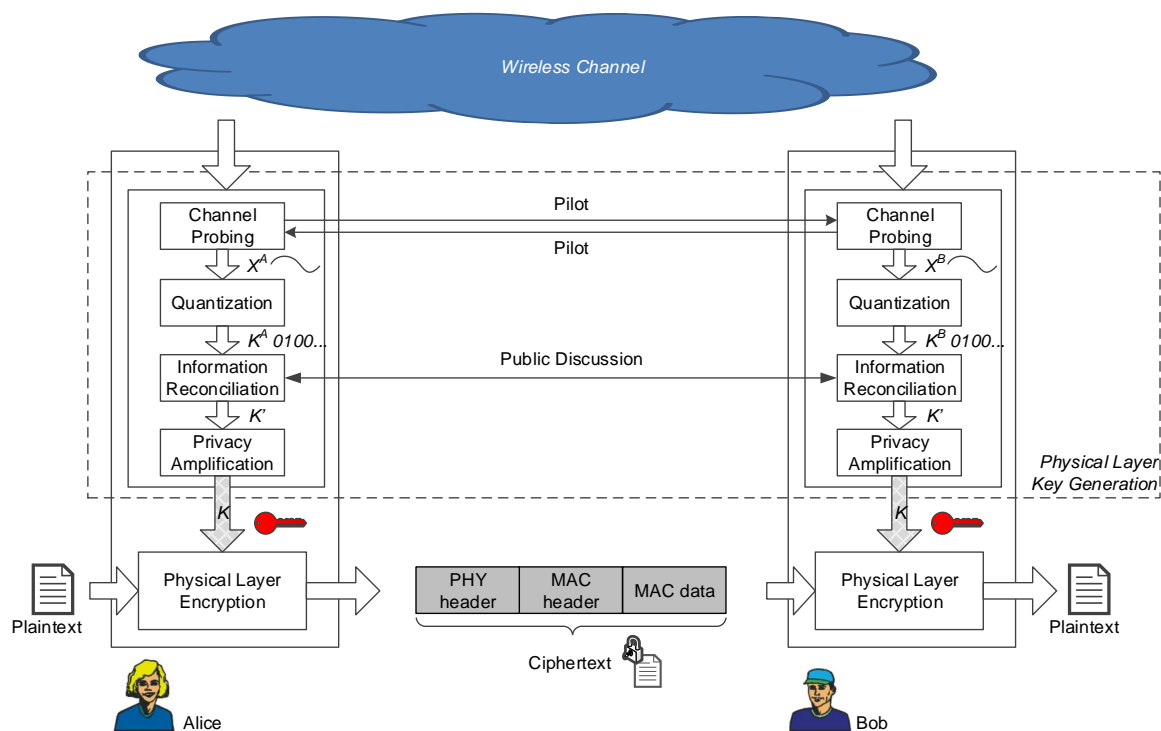 Wireless Channel
Pilot
Pilot
Channel
Probing
Channel
Probing
X^A
X^B
Quantization
Quantization
K^A 0100...
K^B 0100...
Public Discussion
Information
Reconciliation
Information
Reconciliation
K'
K'
Privacy
Amplification
Privacy
Amplification
Physical Layer
Key Generation
K
K
Plaintext
Physical Layer
Encryption
PHY
header
MAC
header
MAC data
Physical Layer
Encryption
Plaintext
Ciphertext
Alice
Bob